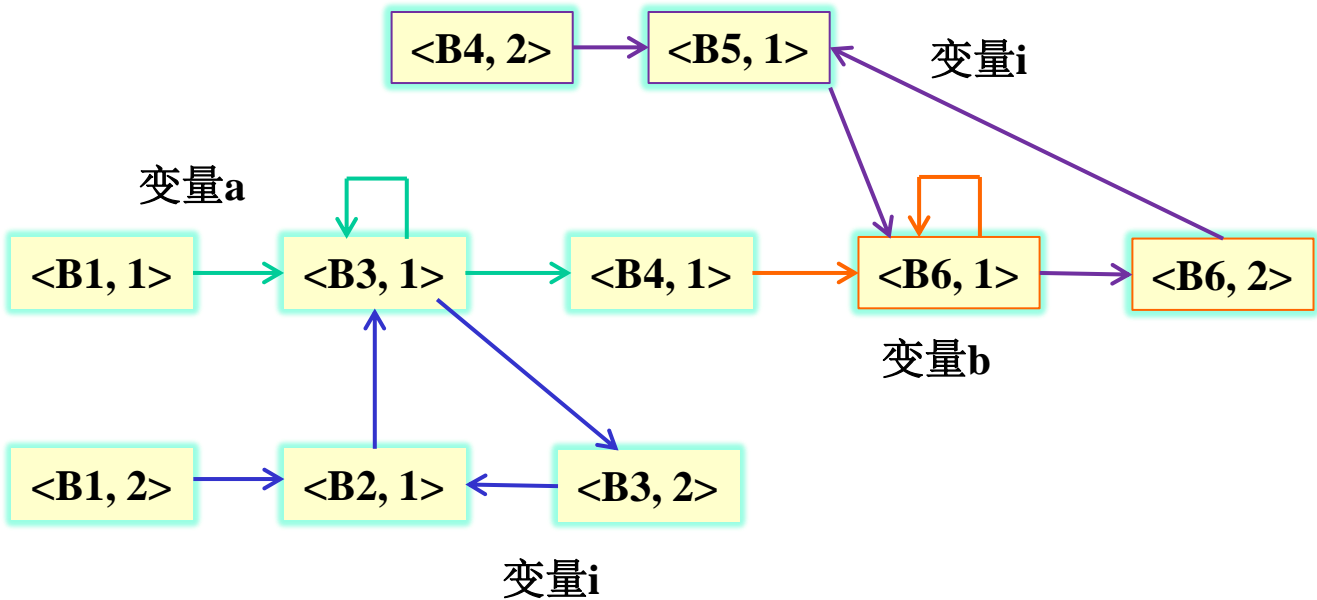 <B4, 2>
<B5, 1>
变量i
变量a
<B1, 1>
<B3, 1>
<B4, 1>
<B6, 1>
<B6, 2>
变量b
<B1, 2>
<B2, 1>
<B3, 2>
变量i